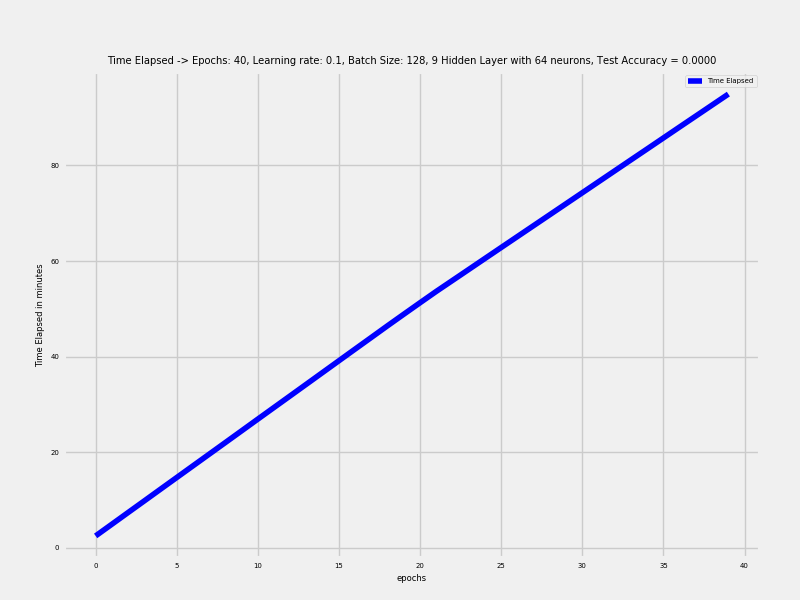 Time Elapsed -> Epochs: 40, Learning rate: 0.1, Batch Size: 128, 9 Hidden Layer with 64 neurons, Test Accuracy = 0.0000
Time Elapsed
80
60
40
20
0
Time Elapsed in minutes
0 5 10 15 20 25 30 35 40
epochs